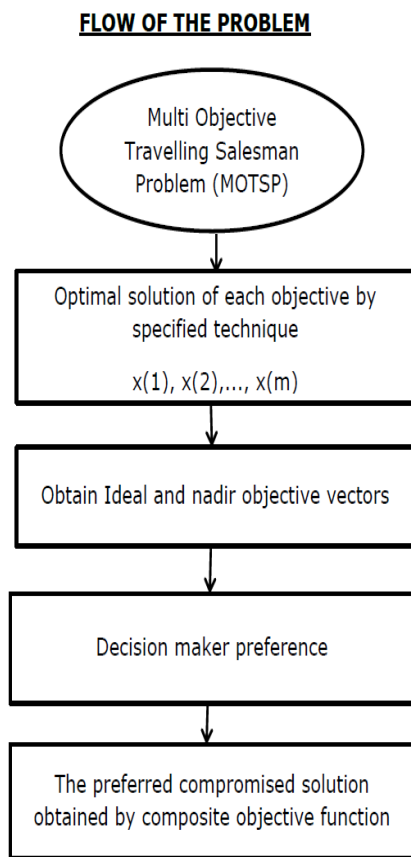 FLOW OF THE PROBLEM
Multi Objective
Travelling Salesman
Problem (MOTSP)
Optimal solution of each objective by
specified technique
x(1), x(2),..., x(m)
Obtain Ideal and nadir objective vectors
Decision maker preference
The preferred compromised solution
obtained by composite objective function